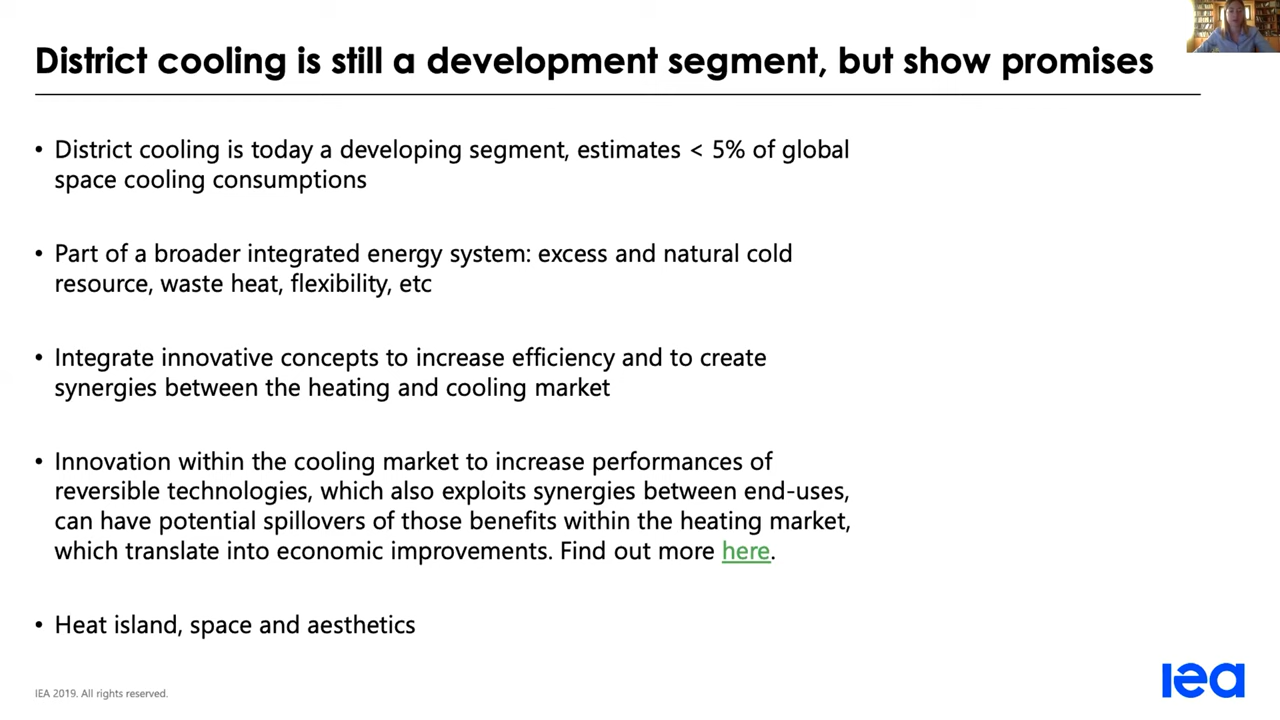 District cooling is still a development segment, but show promises
• District cooling is today a developing segment, estimates < 5% of global
space cooling consumptions
• Part of a broader integrated energy system: excess and natural cold
resource, waste heat, flexibility, etc
• Integrate innovative concepts to increase efficiency and to create
synergies between the heating and cooling market
• Innovation within the cooling market to increase performances of
reversible technologies, which also exploits synergies between end-uses,
can have potential spillovers of those benefits within the heating market,
which translate into economic improvements. Find out more here.
• Heat island, space and aesthetics
IEA 2019. All rights reserved.
iea